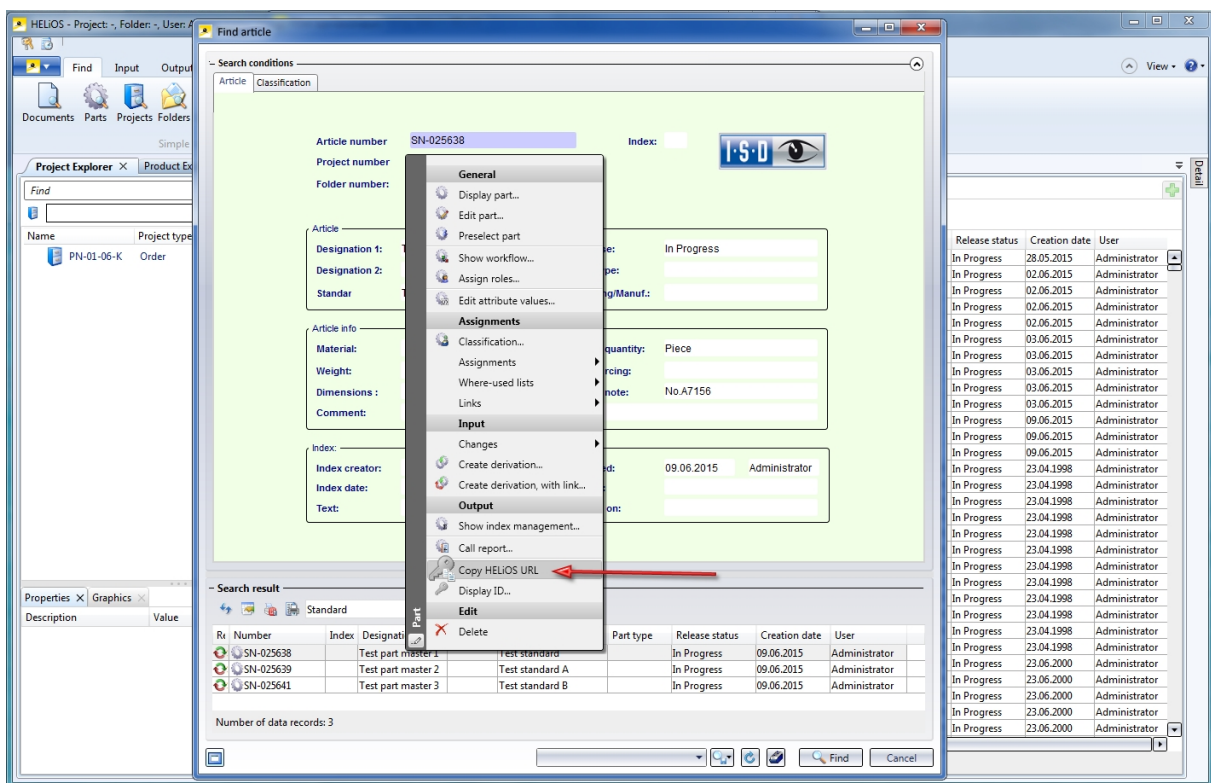 HELiOS - Project: -, Folder: -, User: A
Find article
Find Input Output
View
Documents Parts Projects Folders
Simple
Project Explorer Product Ex
Find
Name Project type
PN-01-06-K Order
Properties Graphics
Description Value
Search conditions
Article Classification
Article number SN-025638 Index:
I·S·D
Project number
Folder number:
Article
Designation 1: T In Progress
Designation 2:
Standar T ng/Manuf.:
Article info
Material: quantity: Piece
Weight: rcing:
Dimensions : note: No.A7156
Comment:
Index:
Index creator: ed: 09.06.2015 Administrator
Index date:
Text: on:
General
Display part...
Edit part...
Preselect part
Show workflow...
Assign roles...
Edit attribute values...
Assignments
Classification...
Assignments
Where-used lists
Links
Input
Changes
Create derivation...
Create derivation, with link...
Output
Show index management...
Call report...
Copy HELiOS URL
Display ID...
Edit
Delete
Part
Search result
Standard
Re Number Index Designati Part type Release status Creation date User
SN-025638 Test part master 1 Test standard In Progress 09.06.2015 Administrator
SN-025639 Test part master 2 Test standard A In Progress 09.06.2015 Administrator
SN-025641 Test part master 3 Test standard B In Progress 09.06.2015 Administrator
Number of data records: 3
Find Cancel
Detail
Release status Creation date User
In Progress 28.05.2015 Administrator
In Progress 02.06.2015 Administrator
In Progress 02.06.2015 Administrator
In Progress 02.06.2015 Administrator
In Progress 02.06.2015 Administrator
In Progress 03.06.2015 Administrator
In Progress 03.06.2015 Administrator
In Progress 03.06.2015 Administrator
In Progress 03.06.2015 Administrator
In Progress 03.06.2015 Administrator
In Progress 09.06.2015 Administrator
In Progress 09.06.2015 Administrator
In Progress 09.06.2015 Administrator
In Progress 23.04.1998 Administrator
In Progress 23.04.1998 Administrator
In Progress 23.04.1998 Administrator
In Progress 23.04.1998 Administrator
In Progress 23.04.1998 Administrator
In Progress 23.04.1998 Administrator
In Progress 23.04.1998 Administrator
In Progress 23.04.1998 Administrator
In Progress 23.04.1998 Administrator
In Progress 23.04.1998 Administrator
In Progress 23.04.1998 Administrator
In Progress 23.04.1998 Administrator
In Progress 23.06.2000 Administrator
In Progress 23.06.2000 Administrator
In Progress 23.06.2000 Administrator
In Progress 23.06.2000 Administrator
In Progress 23.06.2000 Administrator